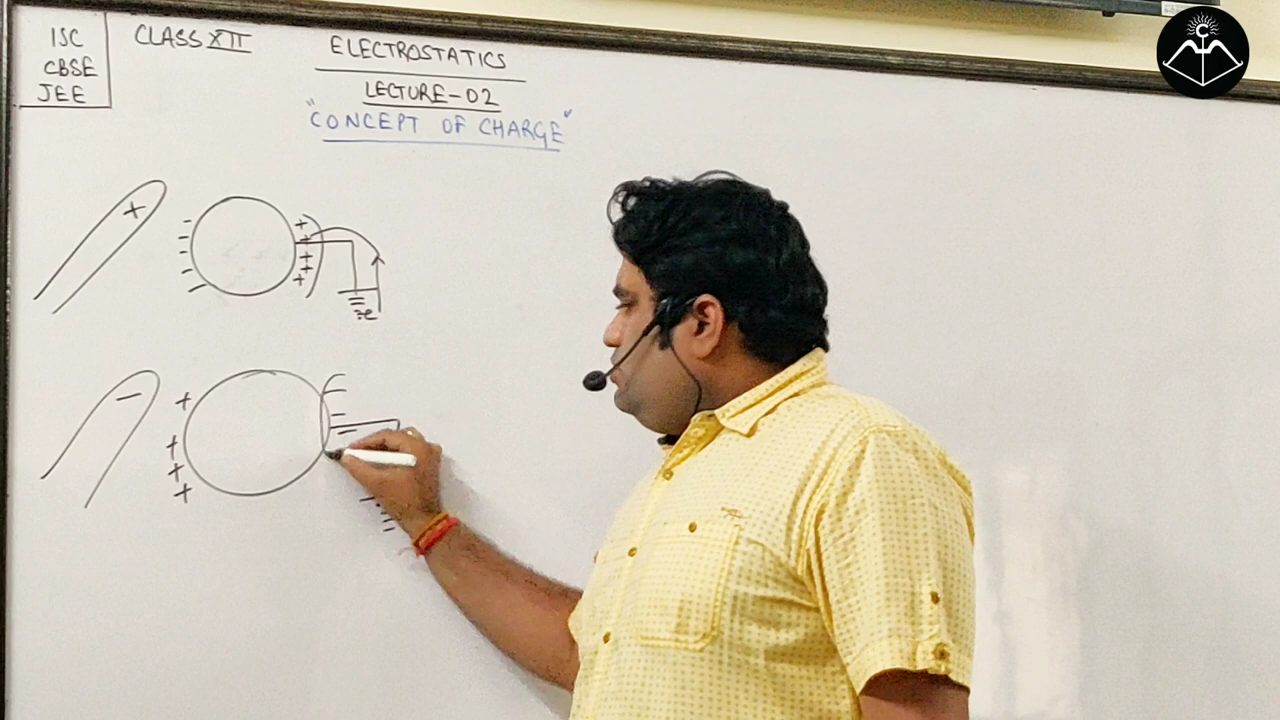 ISC
CBSE
JEE
CLASS XII
ELECTROSTATICS
LECTURE-02
"CONCEPT OF CHARGE"
+
-
-
-
-
-
+
+
+
+
+
-
+
+
+
+
-
-
-
C